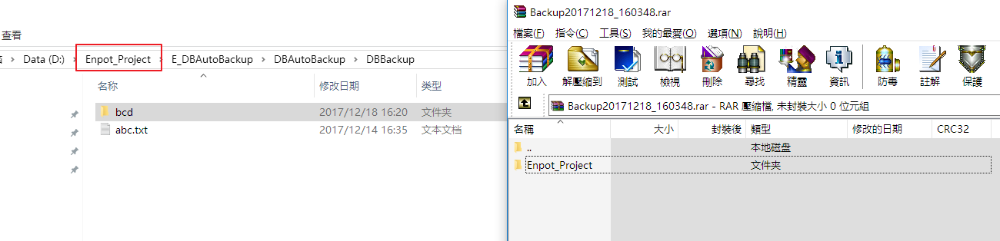 查看
Data (D:) Enpot_Project E_DBAutoBackup DBAutoBackup DBBackup
名称 修改日期 类型
bcd 2017/12/18 16:20 文件夹
abc.txt 2017/12/14 16:35 文本文档
Backup20171218_160348.rar
檔案(F) 指令(C) 工具(S) 我的最愛(O) 選項(N) 說明(H)
加入 解壓縮到 測試 檢視 刪除 尋找 精靈 資訊 防毒 註解 保護
Backup20171218_160348.rar - RAR 壓縮檔, 未封裝大小 0 位元組
名稱 大小 封裝後 類型 修改的日期 CRC32
.. 本地磁盘
Enpot_Project 文件夹